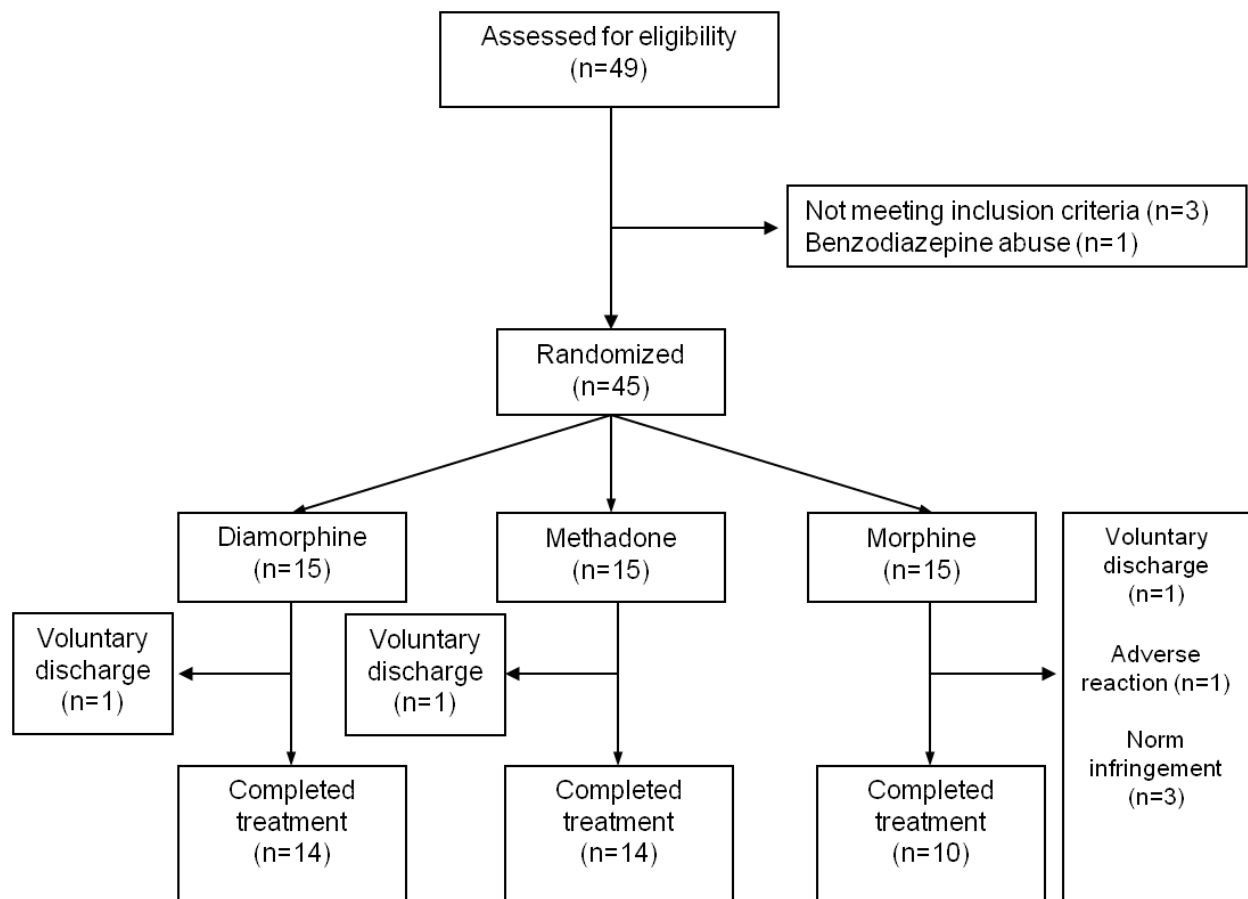 Assessed for eligibility
(n=49)
Not meeting inclusion criteria (n=3)
Benzodiazepine abuse (n=1)
Randomized
(n=45)
Diamorphine
(n=15)
Methadone
(n=15)
Morphine
(n=15)
Voluntary
discharge
(n=1)
Adverse
reaction (n=1)
Norm
infringement
(n=3)
Voluntary
discharge
(n=1)
Voluntary
discharge
(n=1)
Completed
treatment
(n=14)
Completed
treatment
(n=14)
Completed
treatment
(n=10)